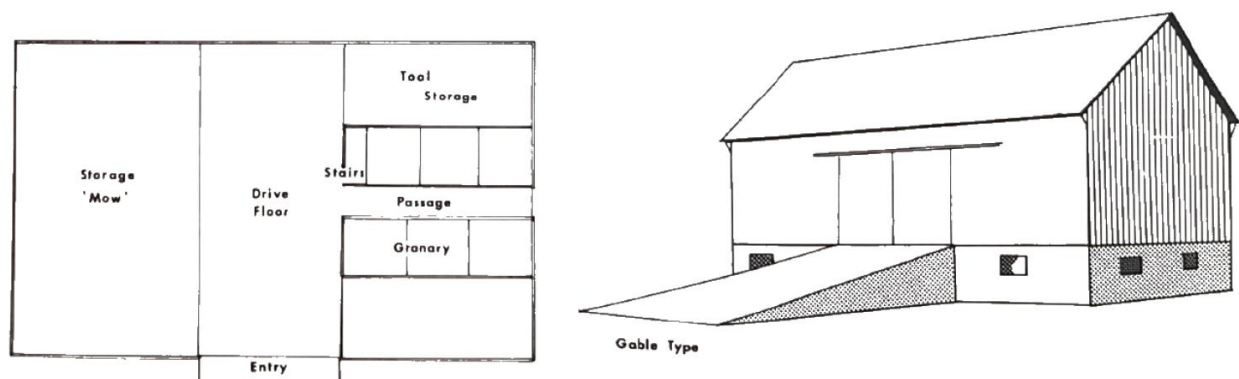 Tool
Storage
Stairs
Storage
'Mow'
Drive
Floor
Passage
Granary
Entry
Gable Type